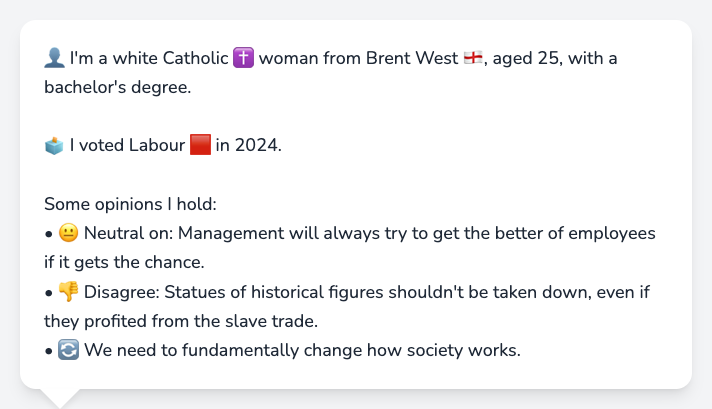 👤 I'm a white Catholic ✝️ woman from Brent West 🏴󠁧󠁢󠁥󠁮󠁧󠁿, aged 25, with a
bachelor's degree.
🗳️ I voted Labour 🟥 in 2024.
Some opinions I hold:
• 😐 Neutral on: Management will always try to get the better of employees
if it gets the chance.
• 👎 Disagree: Statues of historical figures shouldn't be taken down, even if
they profited from the slave trade.
• 🔄 We need to fundamentally change how society works.